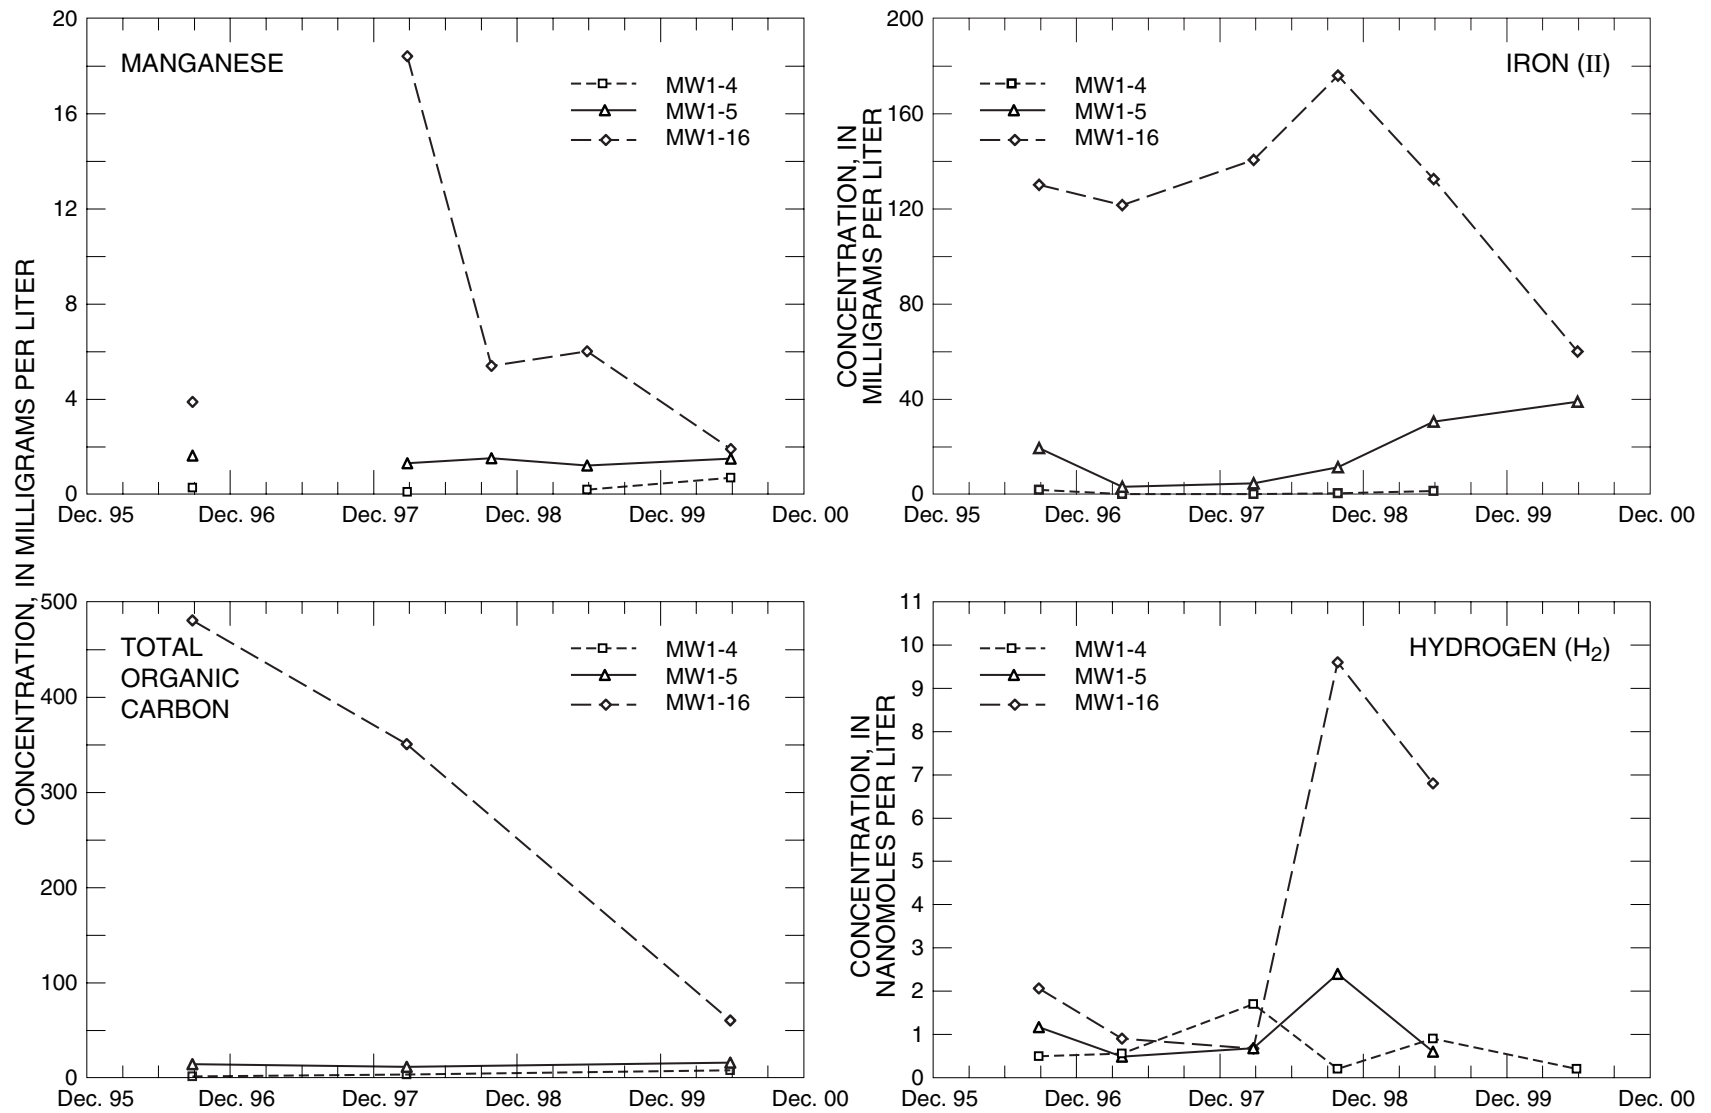 CONCENTRATION, IN MILLIGRAMS PER LITER
MANGANESE
MW1-4
MW1-5
MW1-16
20
16
12
8
4
0
Dec. 95 Dec. 96 Dec. 97 Dec. 98 Dec. 99 Dec. 00
IRON (II)
MW1-4
MW1-5
MW1-16
CONCENTRATION, IN
MILLIGRAMS PER LITER
200
160
120
80
40
0
Dec. 95 Dec. 96 Dec. 97 Dec. 98 Dec. 99 Dec. 00
TOTAL
ORGANIC
CARBON
MW1-4
MW1-5
MW1-16
500
400
300
200
100
0
Dec. 95 Dec. 96 Dec. 97 Dec. 98 Dec. 99 Dec. 00
HYDROGEN (H₂)
MW1-4
MW1-5
MW1-16
CONCENTRATION, IN
NANOMOLES PER LITER
11
10
9
8
7
6
5
4
3
2
1
0
Dec. 95 Dec. 96 Dec. 97 Dec. 98 Dec. 99 Dec. 00